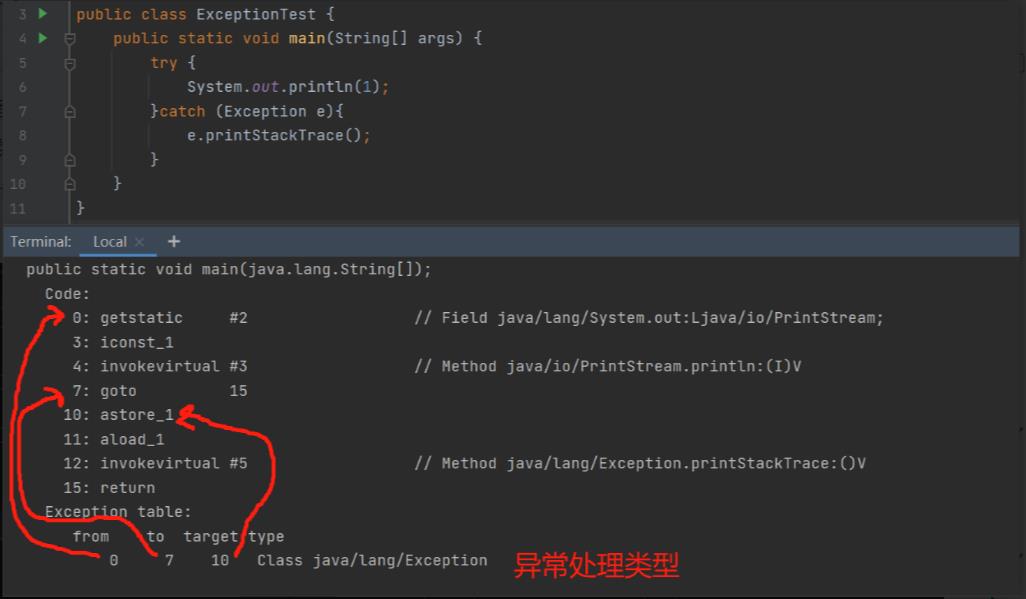 3 public class ExceptionTest {
4 public static void main(String[] args) {
5 try {
6 System.out.println(1);
7 }catch (Exception e){
8 e.printStackTrace();
9 }
10 }
11 }
Terminal: Local × +
public static void main(java.lang.String[]);
Code:
0: getstatic #2 // Field java/lang/System.out:Ljava/io/PrintStream;
3: iconst_1
4: invokevirtual #3 // Method java/io/PrintStream.println:(I)V
7: goto 15
10: astore_1
11: aload_1
12: invokevirtual #5 // Method java/lang/Exception.printStackTrace:()V
15: return
Exception table:
from to target type
0 7 10 Class java/lang/Exception 异常处理类型